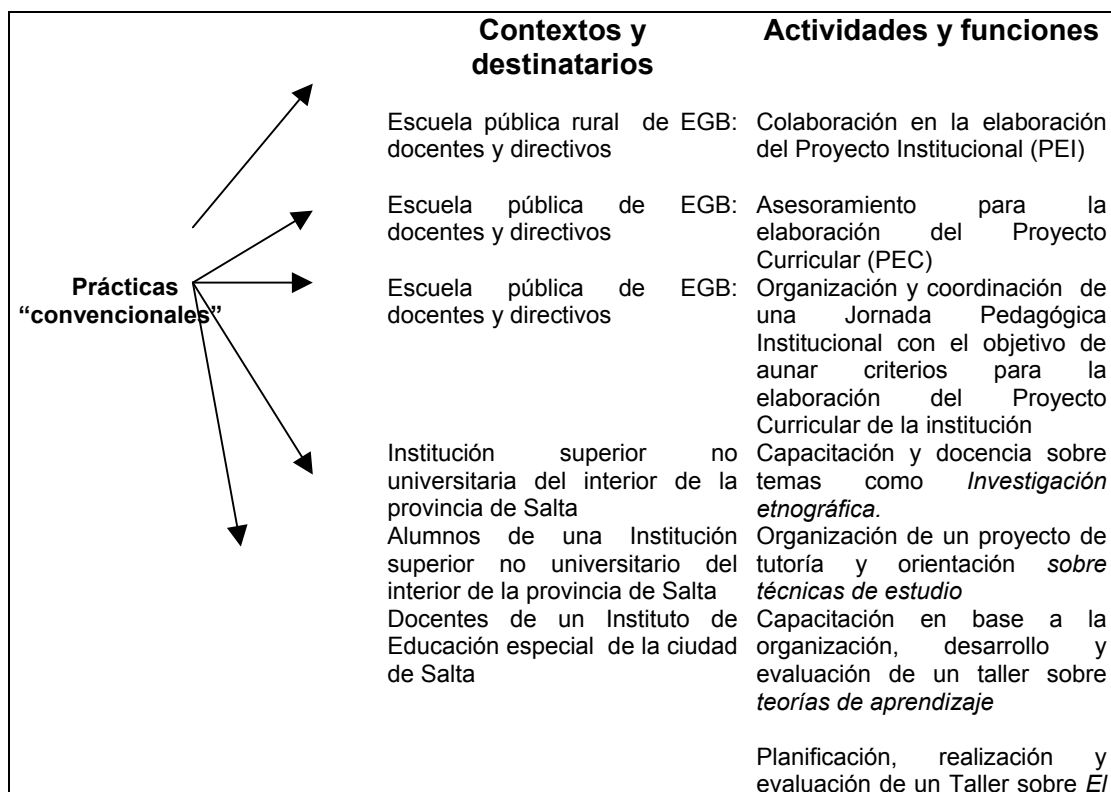 Contextos y
destinatarios
Actividades y funciones
Prácticas
“convencionales”
Escuela pública rural de EGB:
docentes y directivos
Colaboración en la elaboración
del Proyecto Institucional (PEI)
Escuela pública de EGB:
docentes y directivos
Asesoramiento para la
elaboración del Proyecto
Curricular (PEC)
Escuela pública de EGB:
docentes y directivos
Organización y coordinación de
una Jornada Pedagógica
Institucional con el objetivo de
aunar criterios para la
elaboración del Proyecto
Curricular de la institución
Institución superior no
universitaria del interior de la
provincia de Salta
Capacitación y docencia sobre
temas como Investigación
etnográfica.
Alumnos de una Institución
superior no universitario del
interior de la provincia de Salta
Organización de un proyecto de
tutoría y orientación sobre
técnicas de estudio
Docentes de un Instituto de
Educación especial de la ciudad
de Salta
Capacitación en base a la
organización, desarrollo y
evaluación de un taller sobre
teorías de aprendizaje
Planificación, realización y
evaluación de un Taller sobre El